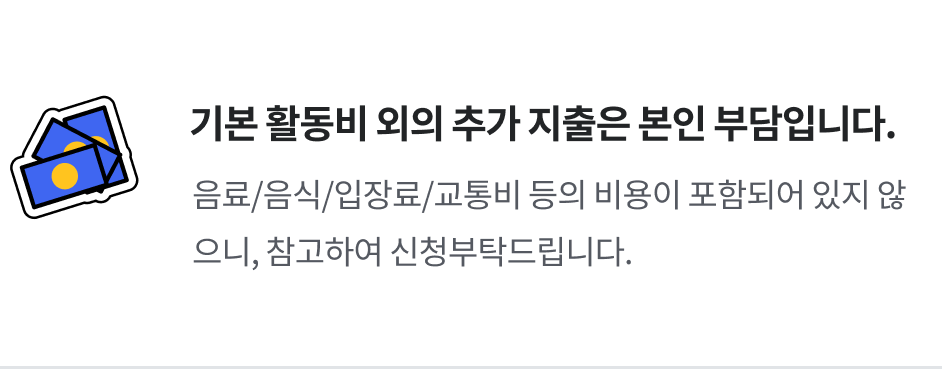 기본 활동비 외의 추가 지출은 본인 부담입니다.
음료/음식/입장료/교통비 등의 비용이 포함되어 있지 않
으니, 참고하여 신청부탁드립니다.